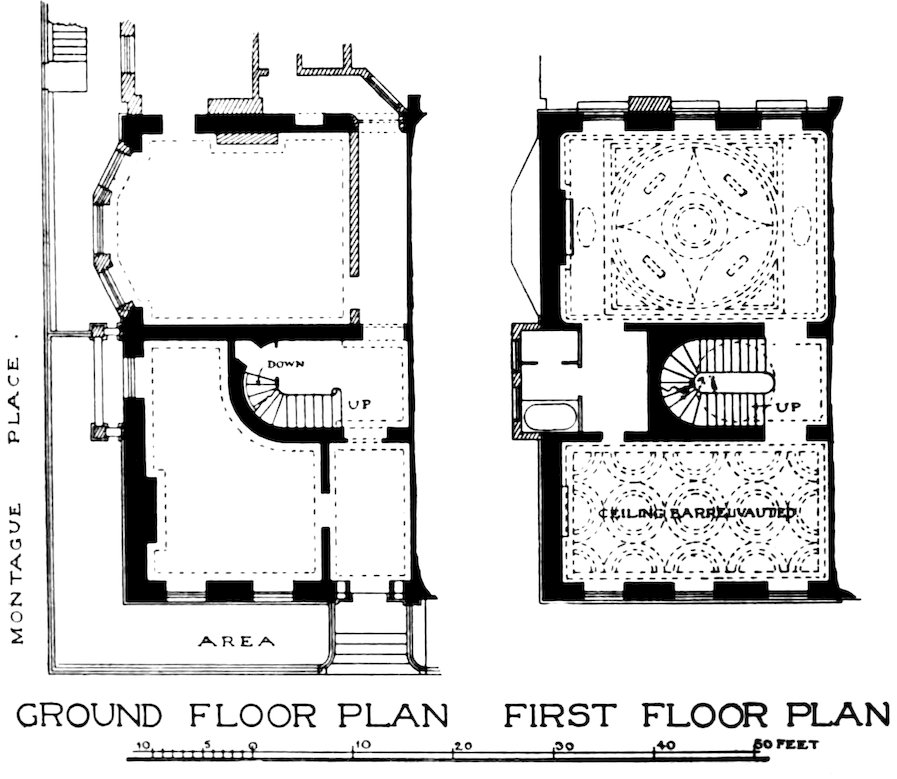 MONTAGUE PLACE.
DOWN
UP
AREA
UP
CEILING BARREL VAUTED
GROUND FLOOR PLAN
FIRST FLOOR PLAN
10 5 0 10 20 30 40 50 FEET